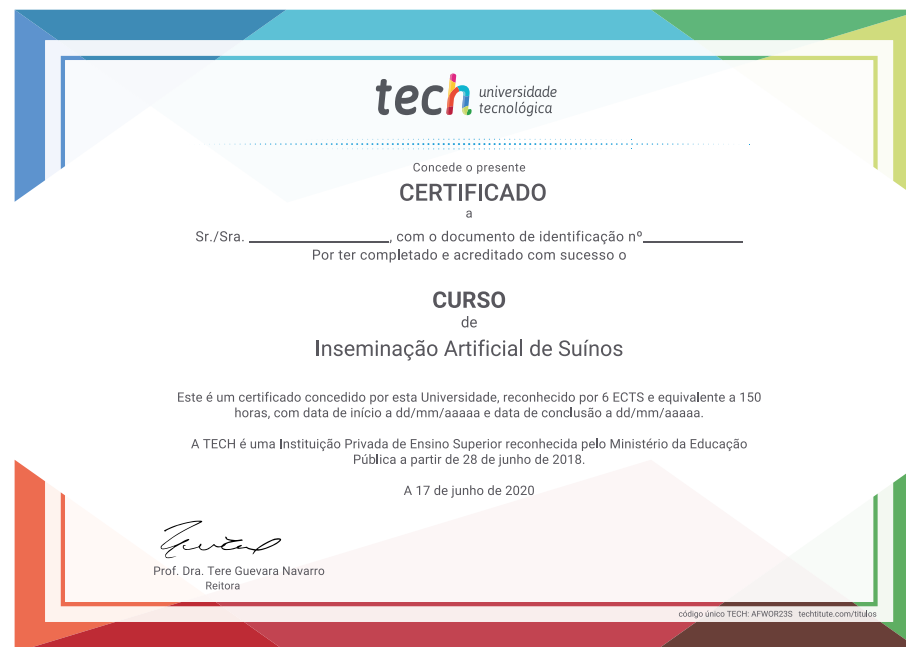 tech universidade
tecnológica
Concede o presente
CERTIFICADO
a
Sr./Sra. , com o documento de identificação nº
Por ter completado e acreditado com sucesso o
CURSO
de
Inseminação Artificial de Suínos
Este é um certificado concedido por esta Universidade, reconhecido por 6 ECTS e equivalente a 150
horas, com data de início a dd/mm/aaaaa e data de conclusão a dd/mm/aaaaa.
A TECH é uma Instituição Privada de Ensino Superior reconhecida pelo Ministério da Educação
Pública a partir de 28 de junho de 2018.
A 17 de junho de 2020
Prof. Dra. Tere Guevara Navarro
Reitora
código único TECH: AFWOR23S techtitute.com/titulos